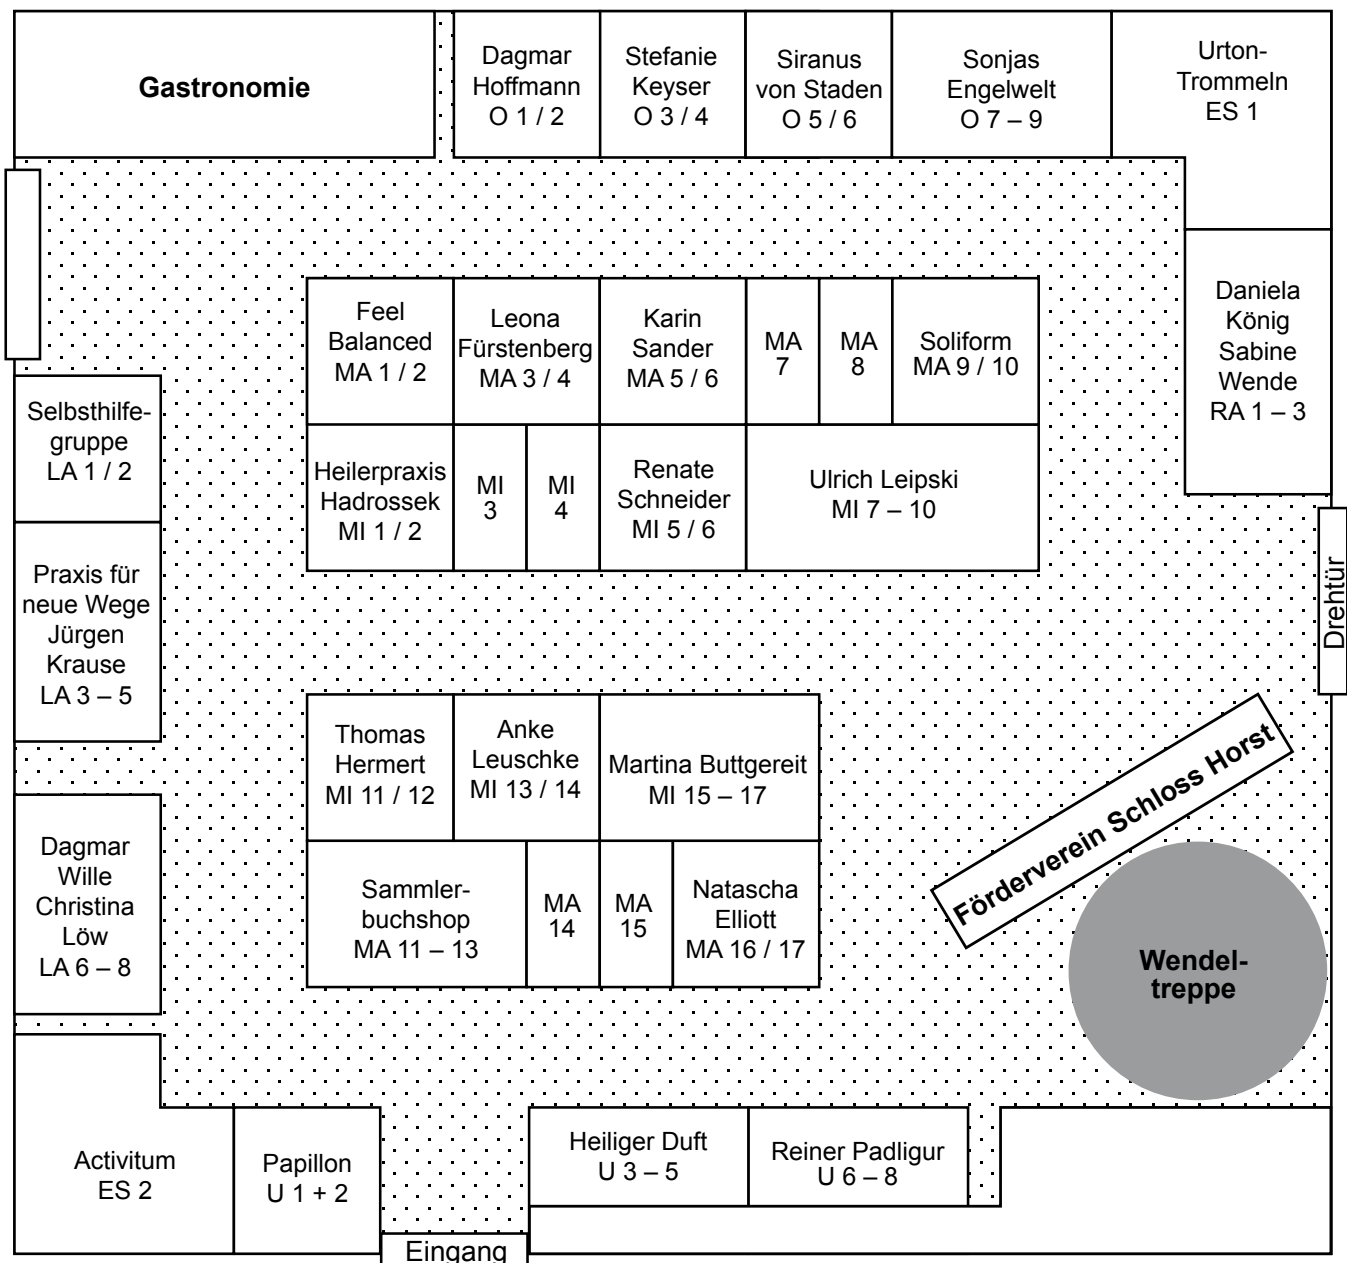 Gastronomie
Dagmar
Hoffmann
O 1 / 2
Stefanie
Keyser
O 3 / 4
Siranus
von Staden
O 5 / 6
Sonjas
Engelwelt
O 7 – 9
Urton-
Trommeln
ES 1
Feel
Balanced
MA 1 / 2
Leona
Fürstenberg
MA 3 / 4
Karin
Sander
MA 5 / 6
MA
7
MA
8
Soliform
MA 9 / 10
Daniela
König
Sabine
Wende
RA 1 – 3
Selbsthilfe-
gruppe
LA 1 / 2
Heilerpraxis
Hadrossek
MI 1 / 2
MI
3
MI
4
Renate
Schneider
MI 5 / 6
Ulrich Leipski
MI 7 – 10
Praxis für
neue Wege
Jürgen
Krause
LA 3 – 5
Drehtür
Thomas
Hermert
MI 11 / 12
Anke
Leuschke
MI 13 / 14
Martina Buttgereit
MI 15 – 17
Förderverein Schloss Horst
Dagmar
Wille
Christina
Löw
LA 6 – 8
Sammler-
buchshop
MA 11 – 13
MA
14
MA
15
Natascha
Elliott
MA 16 / 17
Wendel-
treppe
Activitum
ES 2
Papillon
U 1 + 2
Heiliger Duft
U 3 – 5
Reiner Padligur
U 6 – 8
Eingang